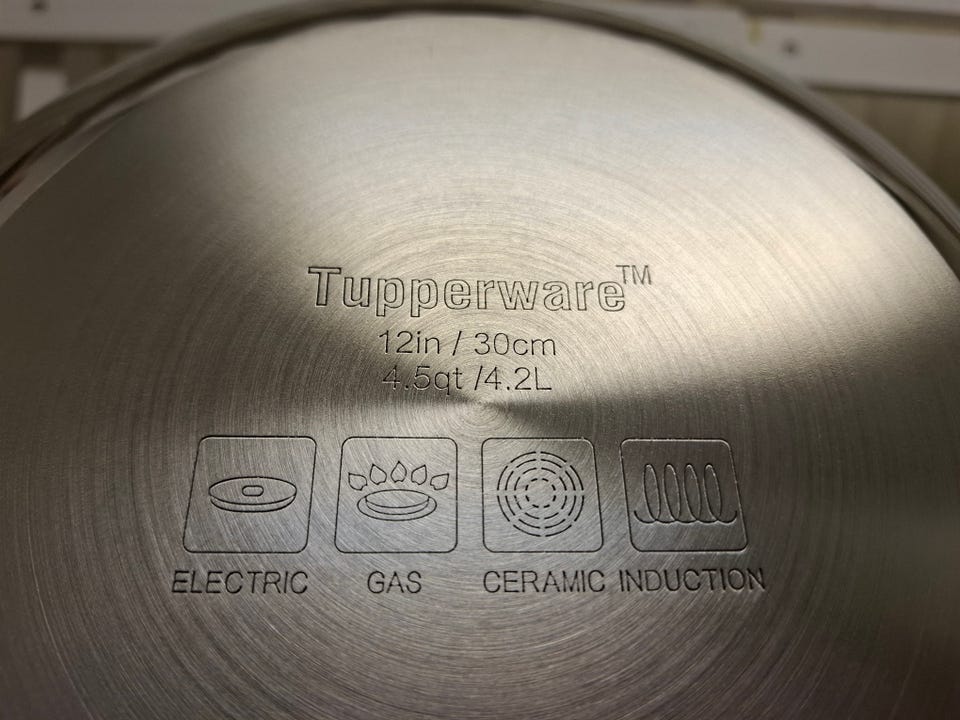 Tupperware™
12in / 30cm
4.5qt /4.2L
ELECTRIC GAS CERAMIC INDUCTION